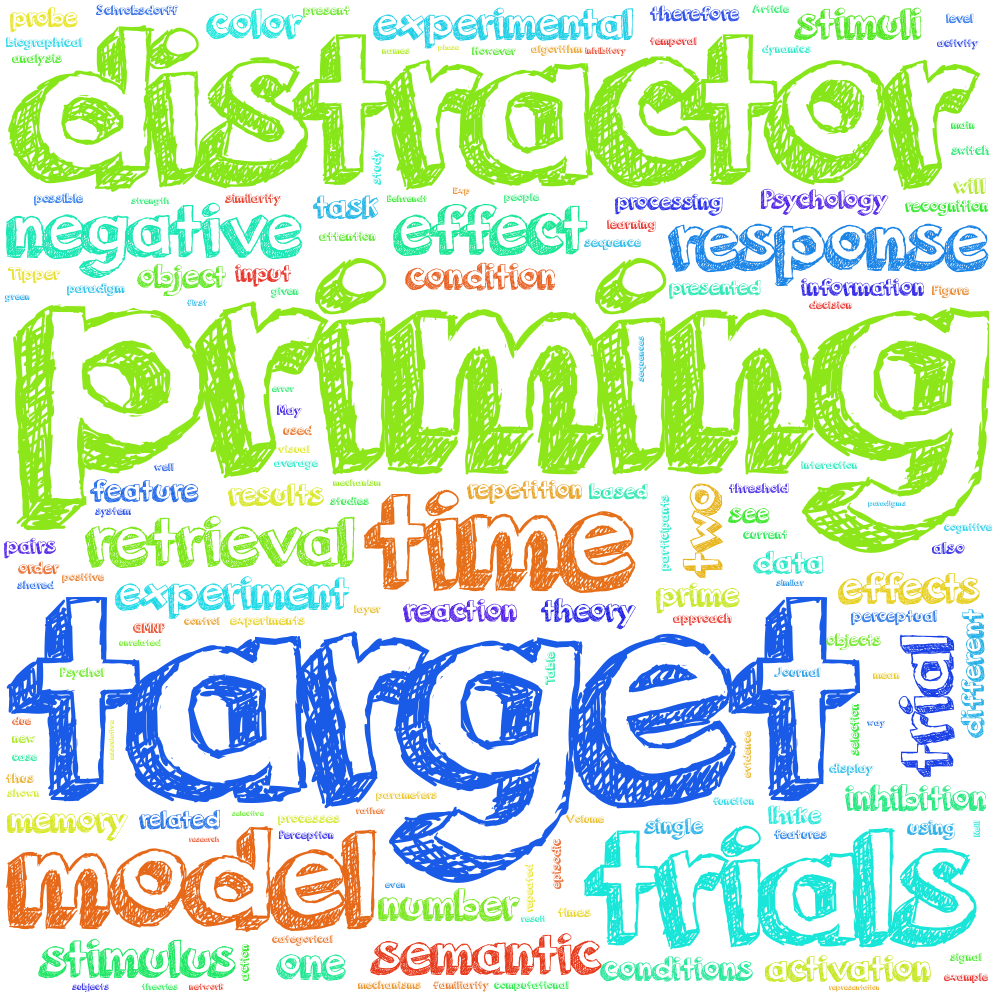 probe Schrobsdorff color present experimental therefore Article stimuli level
biographical names phase However algorithm inhibitory temporal dynamics activity
analysis
distractor
main
study switch
possible strength similarity task Behrendt Exp people processing Psychology will
recognition
negative attention effect sequence learning response
Tipper paradigm object input condition presented information Figure
green first given decision
priming
sequences
error
May
used
visual
well average interaction
feature results mechanism repetition based threshold paradigms
system studies two see cognitive
pairs retrieval time participants current also
order data similar
shared positive experiment layer reaction theory prime effects
GMNP control experiments approach perceptual
unrelated objects different
target
Psychol Table Journal mean
trial
due selection way
new evidence
case display
thus
shown parameters function inhibition
memory related selective processes rather Volume single Ihrke using
research Perception features
model episodic trials
even
number repeated times
result
categorical
stimulus action one semantic conditions activation signal
subjects theories network mechanisms familiarity computational representation example